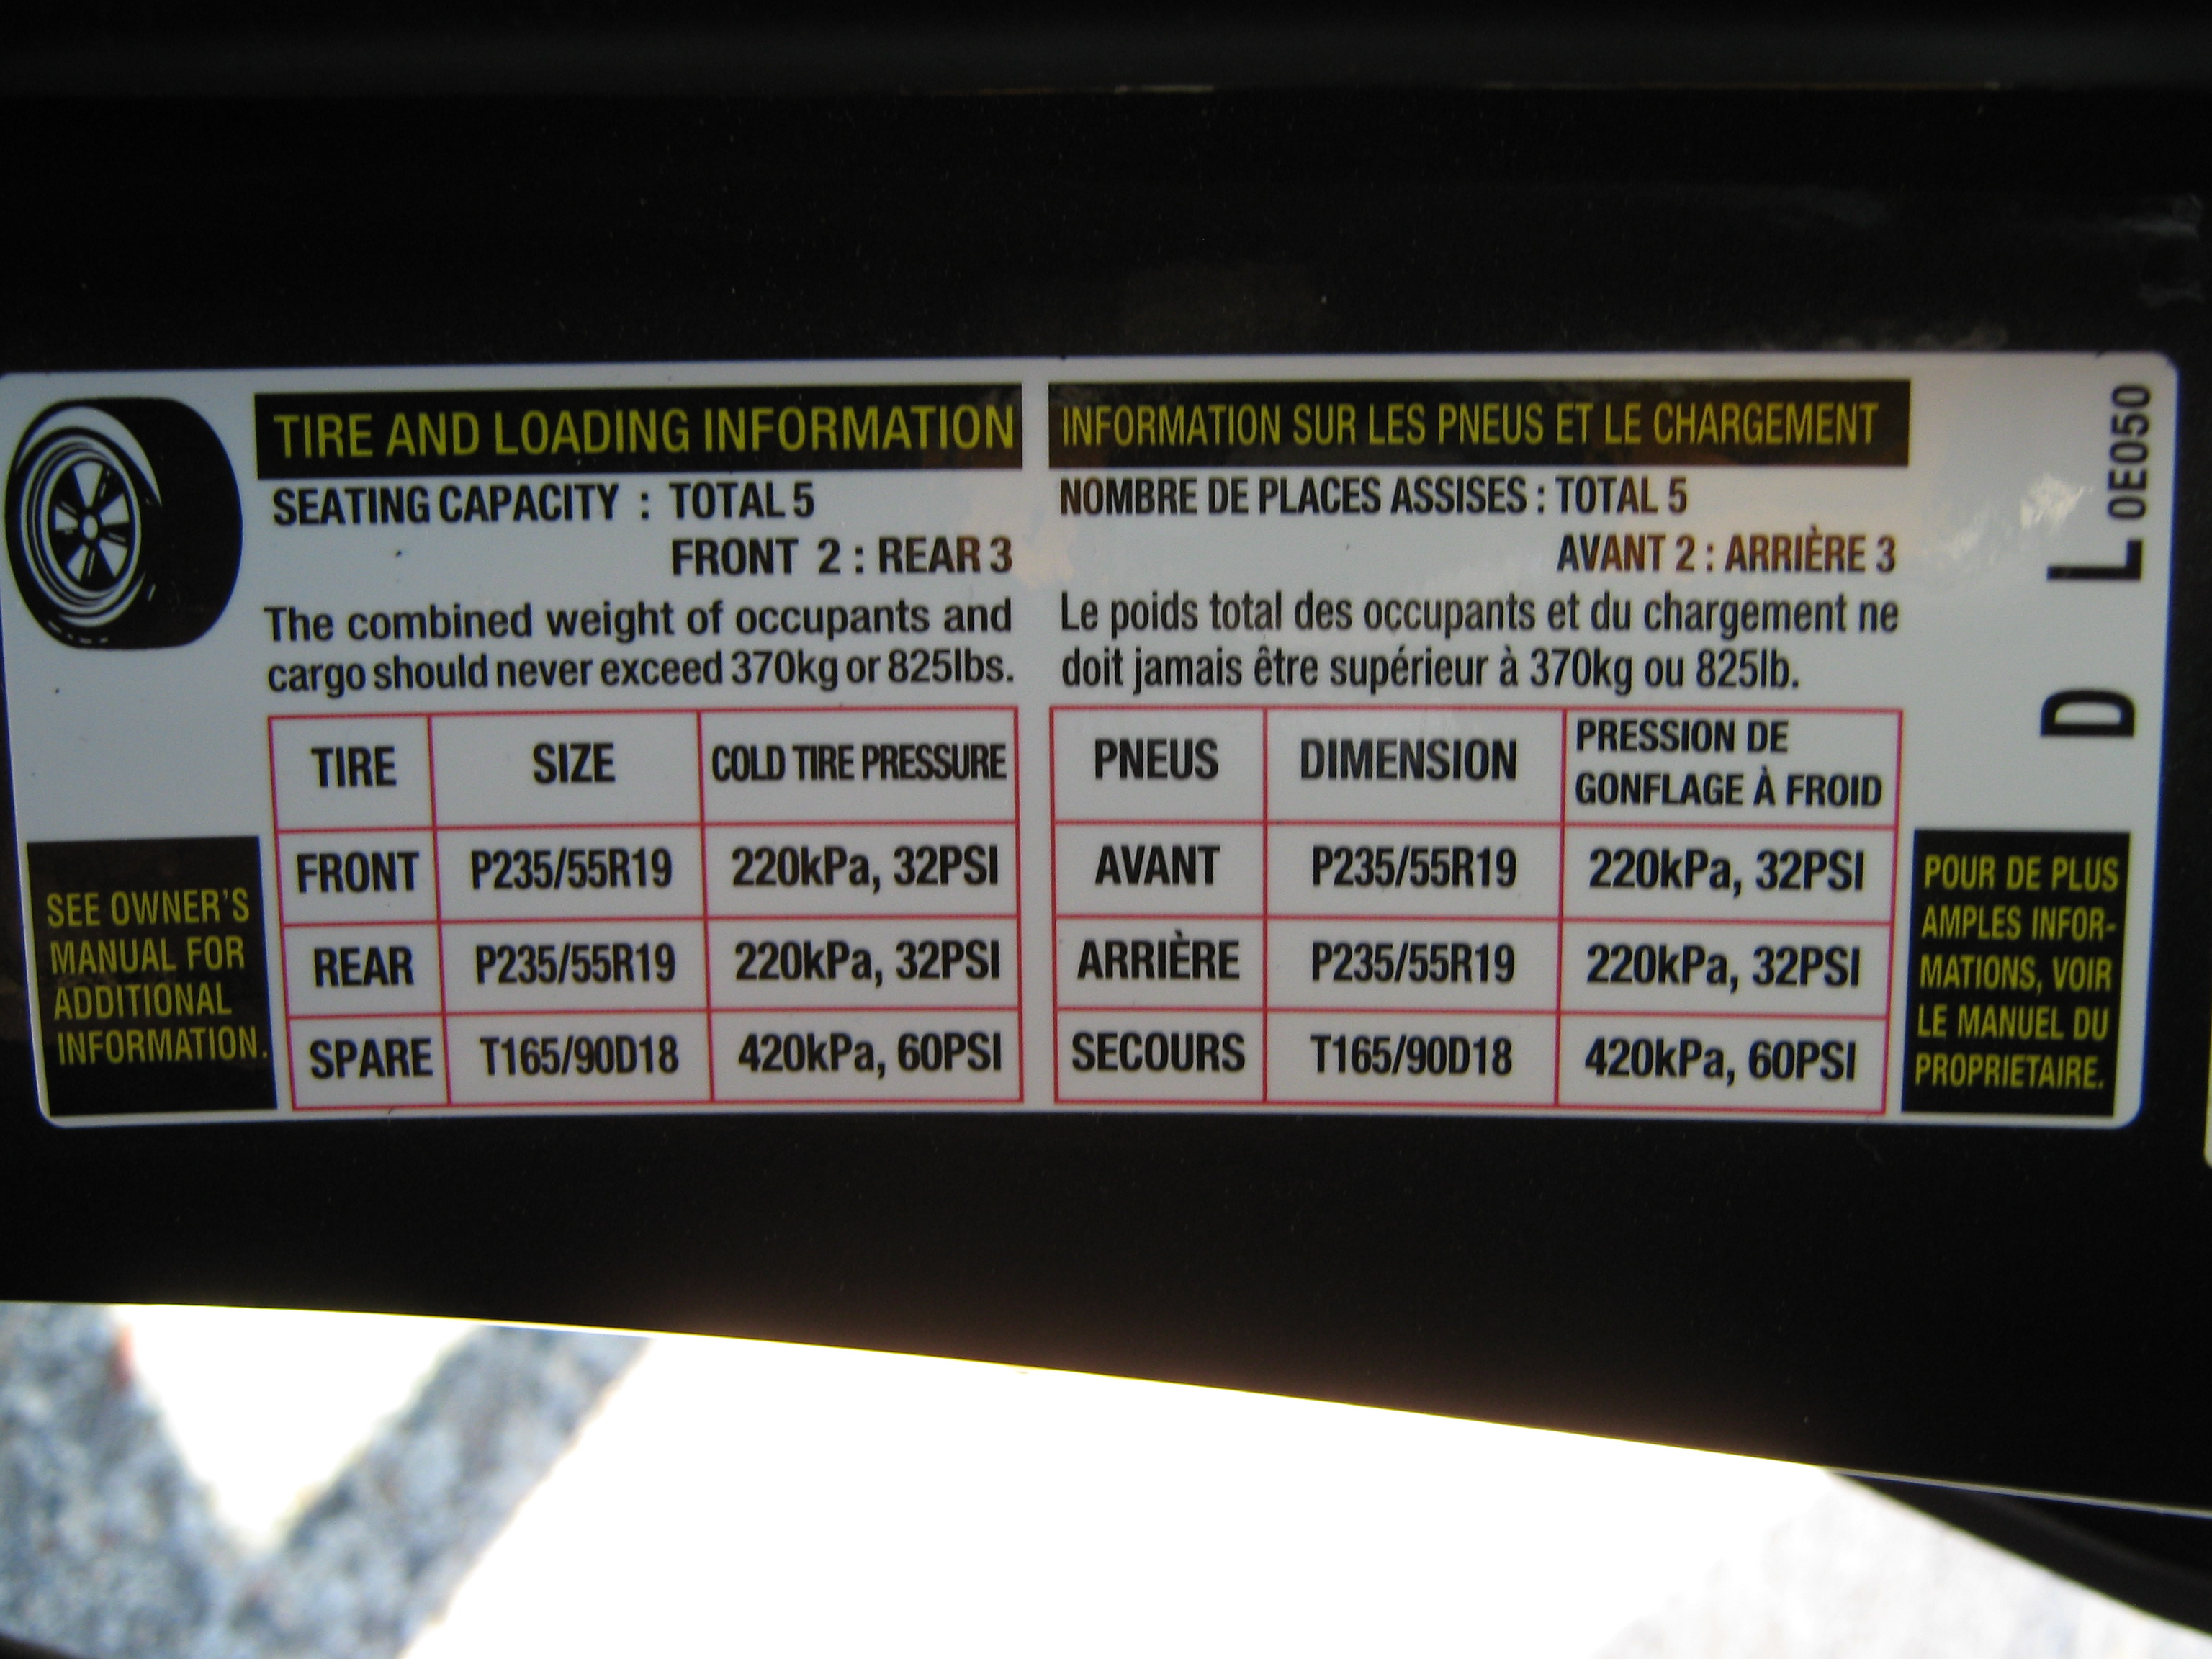 TIRE AND LOADING INFORMATION
SEATING CAPACITY : TOTAL 5
FRONT 2 : REAR 3
The combined weight of occupants and
cargo should never exceed 370kg or 825lbs.
TIRE SIZE COLD TIRE PRESSURE
FRONT P235/55R19 220kPa, 32PSI
REAR P235/55R19 220kPa, 32PSI
SPARE T165/90D18 420kPa, 60PSI
SEE OWNER'S
MANUAL FOR
ADDITIONAL
INFORMATION.
INFORMATION SUR LES PNEUS ET LE CHARGEMENT
NOMBRE DE PLACES ASSISES : TOTAL 5
AVANT 2 : ARRIÈRE 3
Le poids total des occupants et du chargement ne
doit jamais être supérieur à 370kg ou 825lb.
PNEUS DIMENSION PRESSION DE
GONFLAGE À FROID
AVANT P235/55R19 220kPa, 32PSI
ARRIÈRE P235/55R19 220kPa, 32PSI
SECOURS T165/90D18 420kPa, 60PSI
POUR DE PLUS
AMPLES INFOR-
MATIONS, VOIR
LE MANUEL DU
PROPRIETAIRE.
D L 0E050